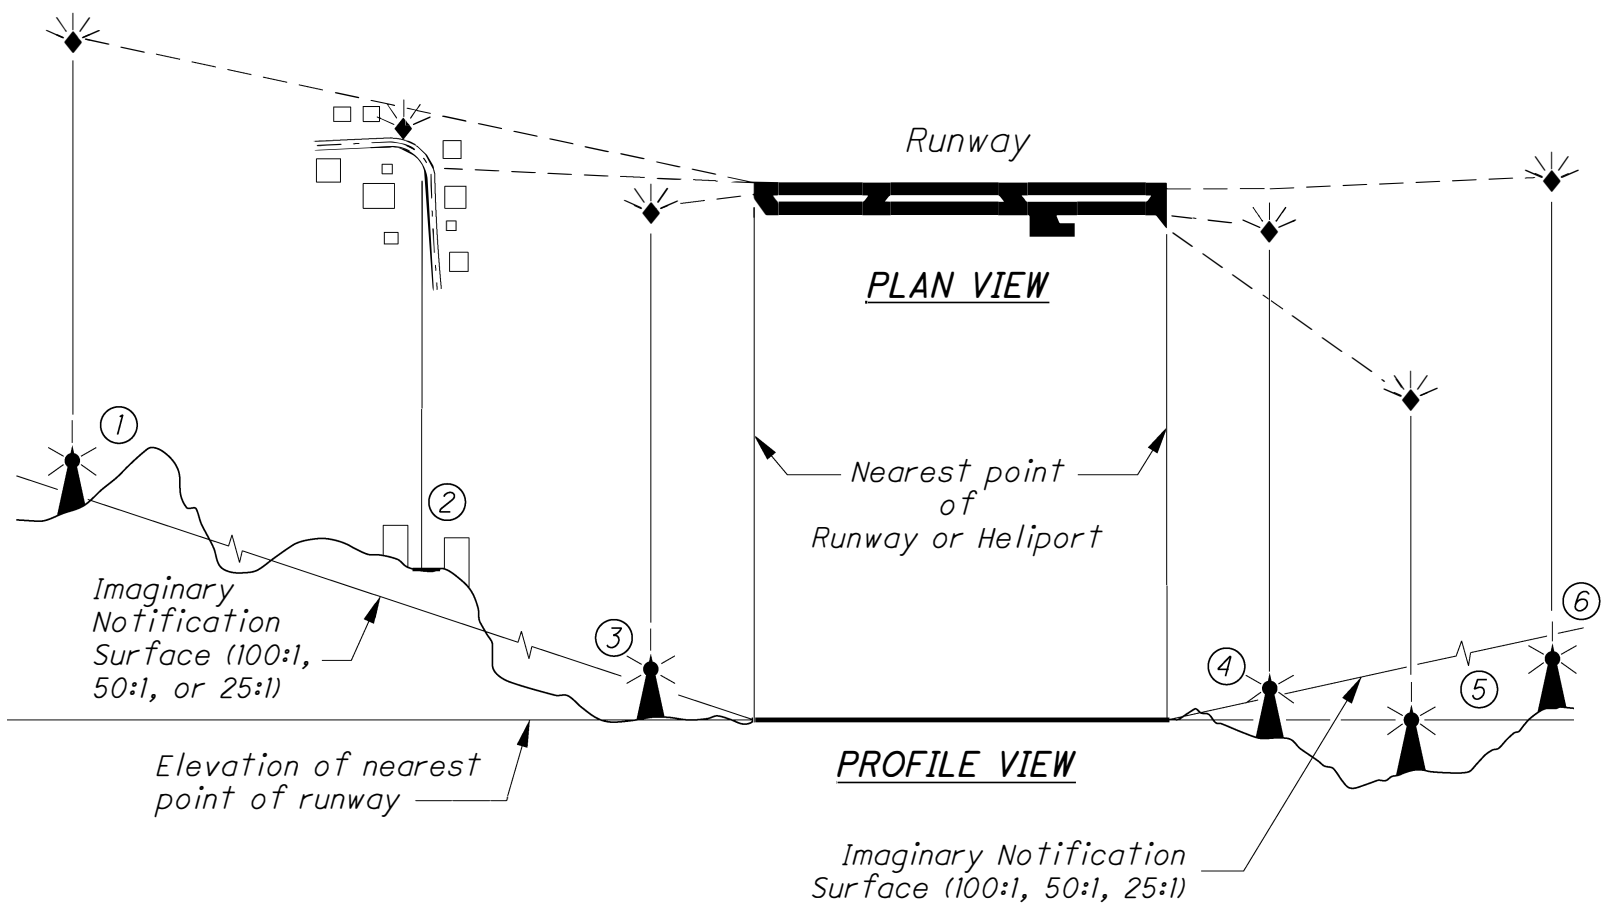 Runway
PLAN VIEW
1
2
Nearest point
of
Runway or Heliport
Imaginary
Notification
Surface (100:1,
50:1, or 25:1)
3
4
5
6
Elevation of nearest
point of runway
PROFILE VIEW
Imaginary Notification
Surface (100:1, 50:1, 25:1)